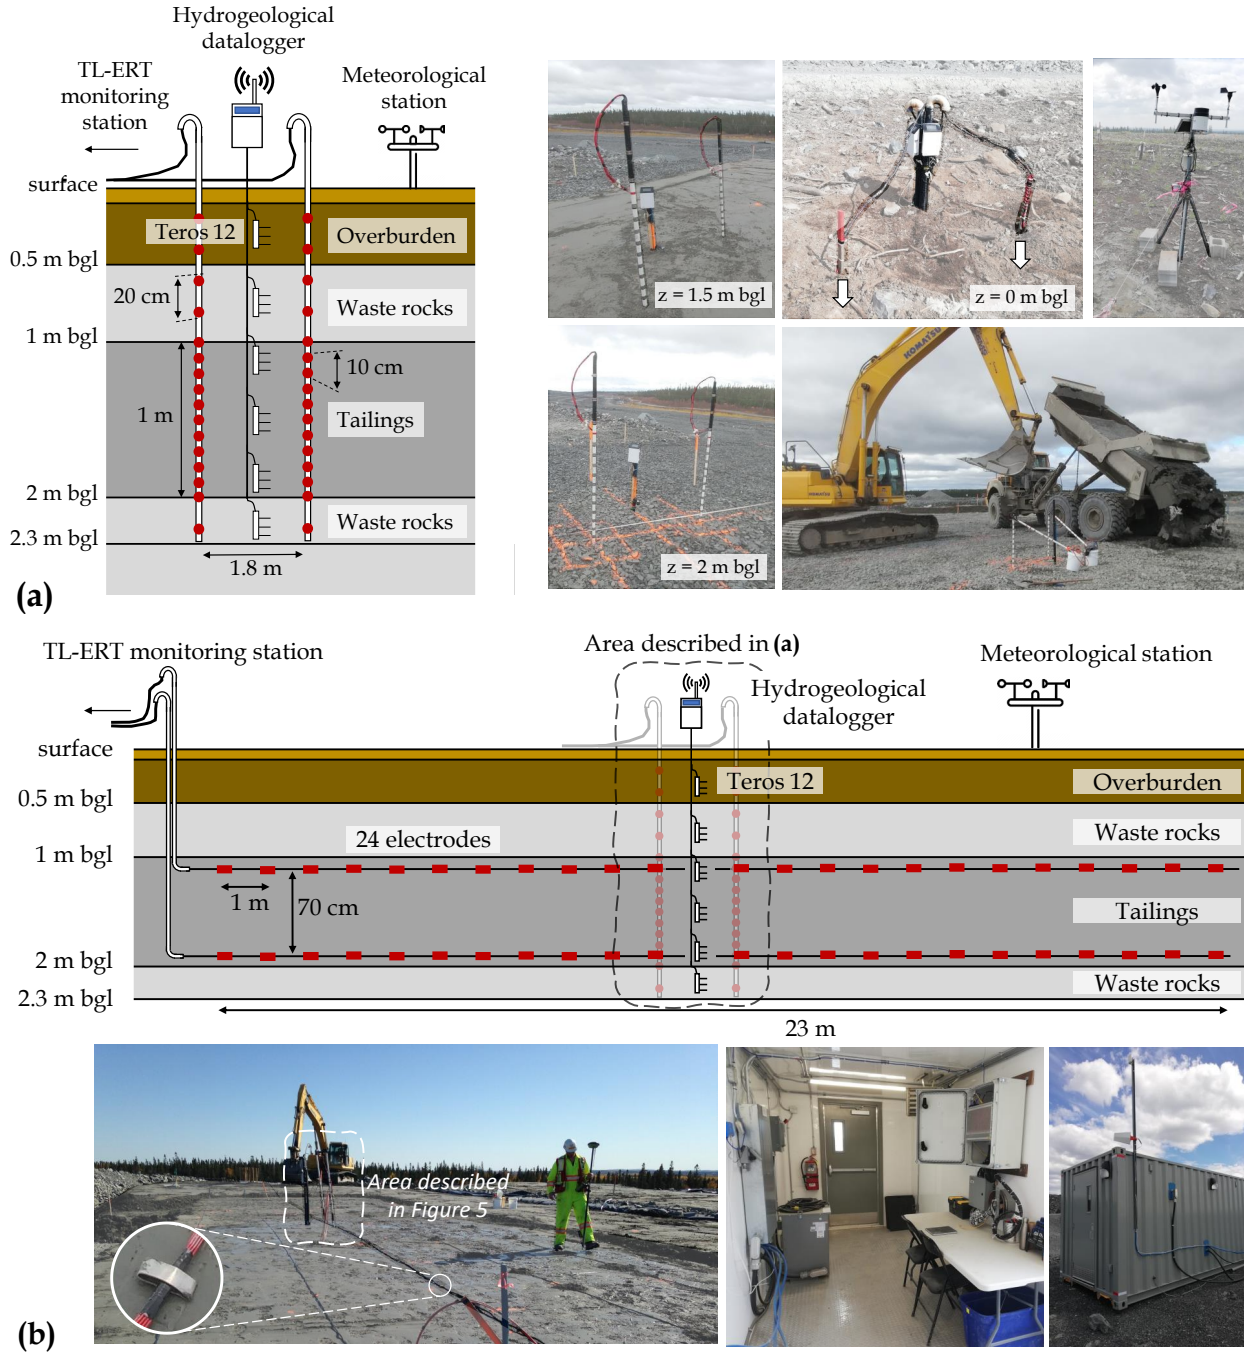 Hydrogeological
datalogger
TL-ERT
monitoring
station
Meteorological
station
surface
Teros 12
Overburden
0.5 m bgl
20 cm
Waste rocks
1 m bgl
10 cm
1 m
Tailings
2 m bgl
Waste rocks
2.3 m bgl
1.8 m
(a)
z = 1.5 m bgl
z = 0 m bgl
z = 2 m bgl
KOMATSU
TL-ERT monitoring station
Area described in (a)
Meteorological station
Hydrogeological
datalogger
surface
Teros 12
Overburden
0.5 m bgl
24 electrodes
Waste rocks
1 m bgl
1 m
70 cm
Tailings
2 m bgl
Waste rocks
2.3 m bgl
23 m
Area described
in Figure 5
(b)